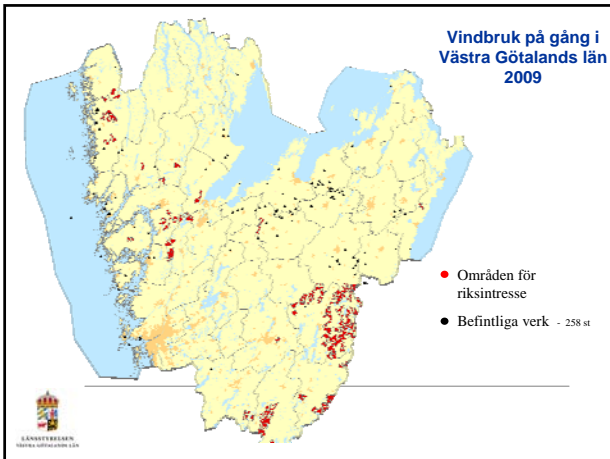 Vindbruk på gång i
Västra Götalands län
2009
Områden för
riksintresse
Befintliga verk - 258 st
LÄNSSTYRELSEN
VÄSTRA GÖTALANDS LÄN